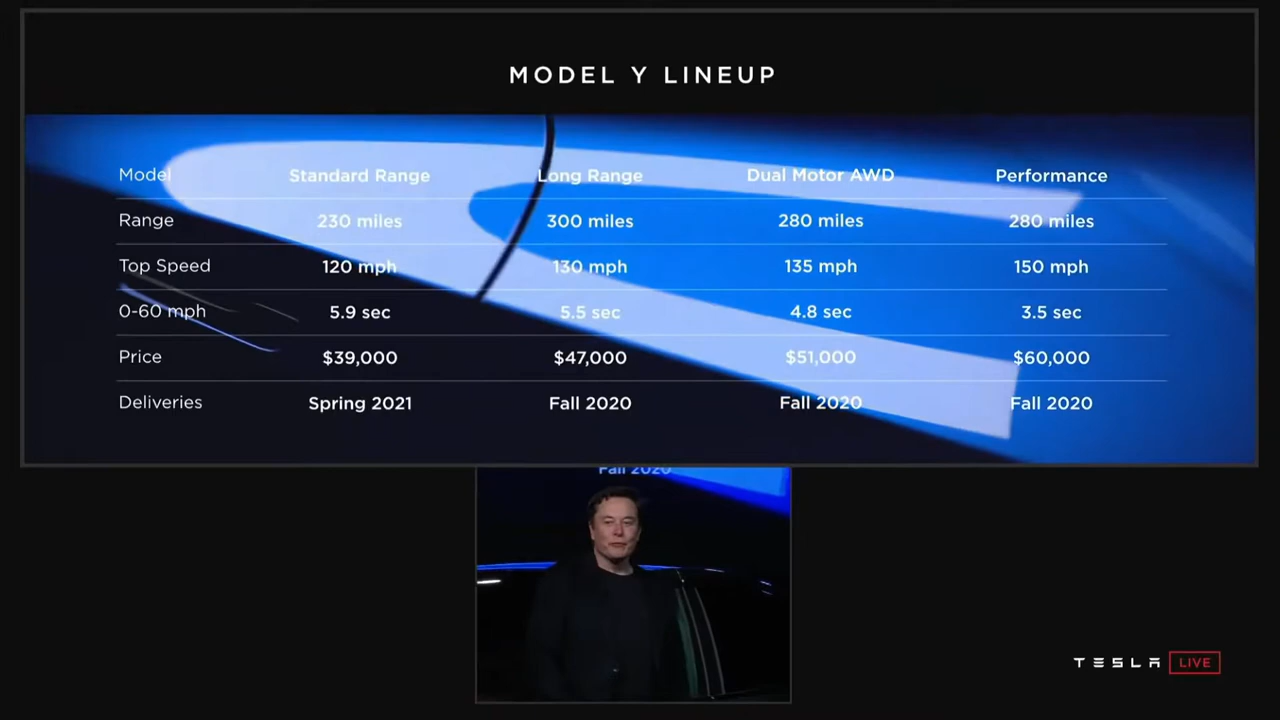 MODEL Y LINEUP
Model Standard Range Long Range Dual Motor AWD Performance
Range 230 miles 300 miles 280 miles 280 miles
Top Speed 120 mph 130 mph 135 mph 150 mph
0-60 mph 5.9 sec 5.5 sec 4.8 sec 3.5 sec
Price $39,000 $47,000 $51,000 $60,000
Deliveries Spring 2021 Fall 2020 Fall 2020 Fall 2020
Fall 2020
TESLA LIVE